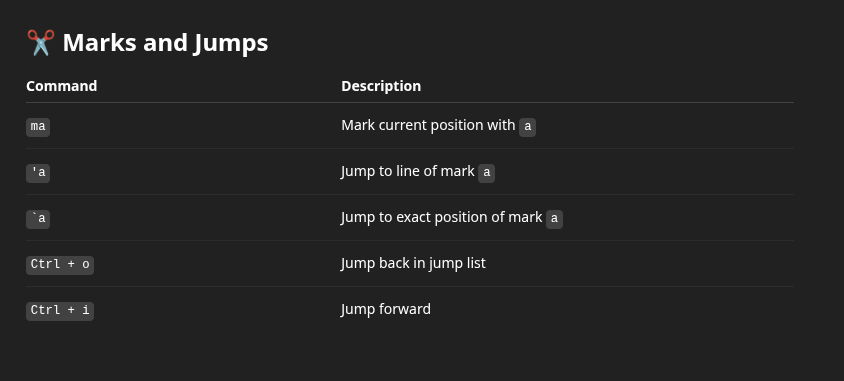 ✂️ Marks and Jumps
Command Description
ma Mark current position with a
'a Jump to line of mark a
`a Jump to exact position of mark a
Ctrl + o Jump back in jump list
Ctrl + i Jump forward